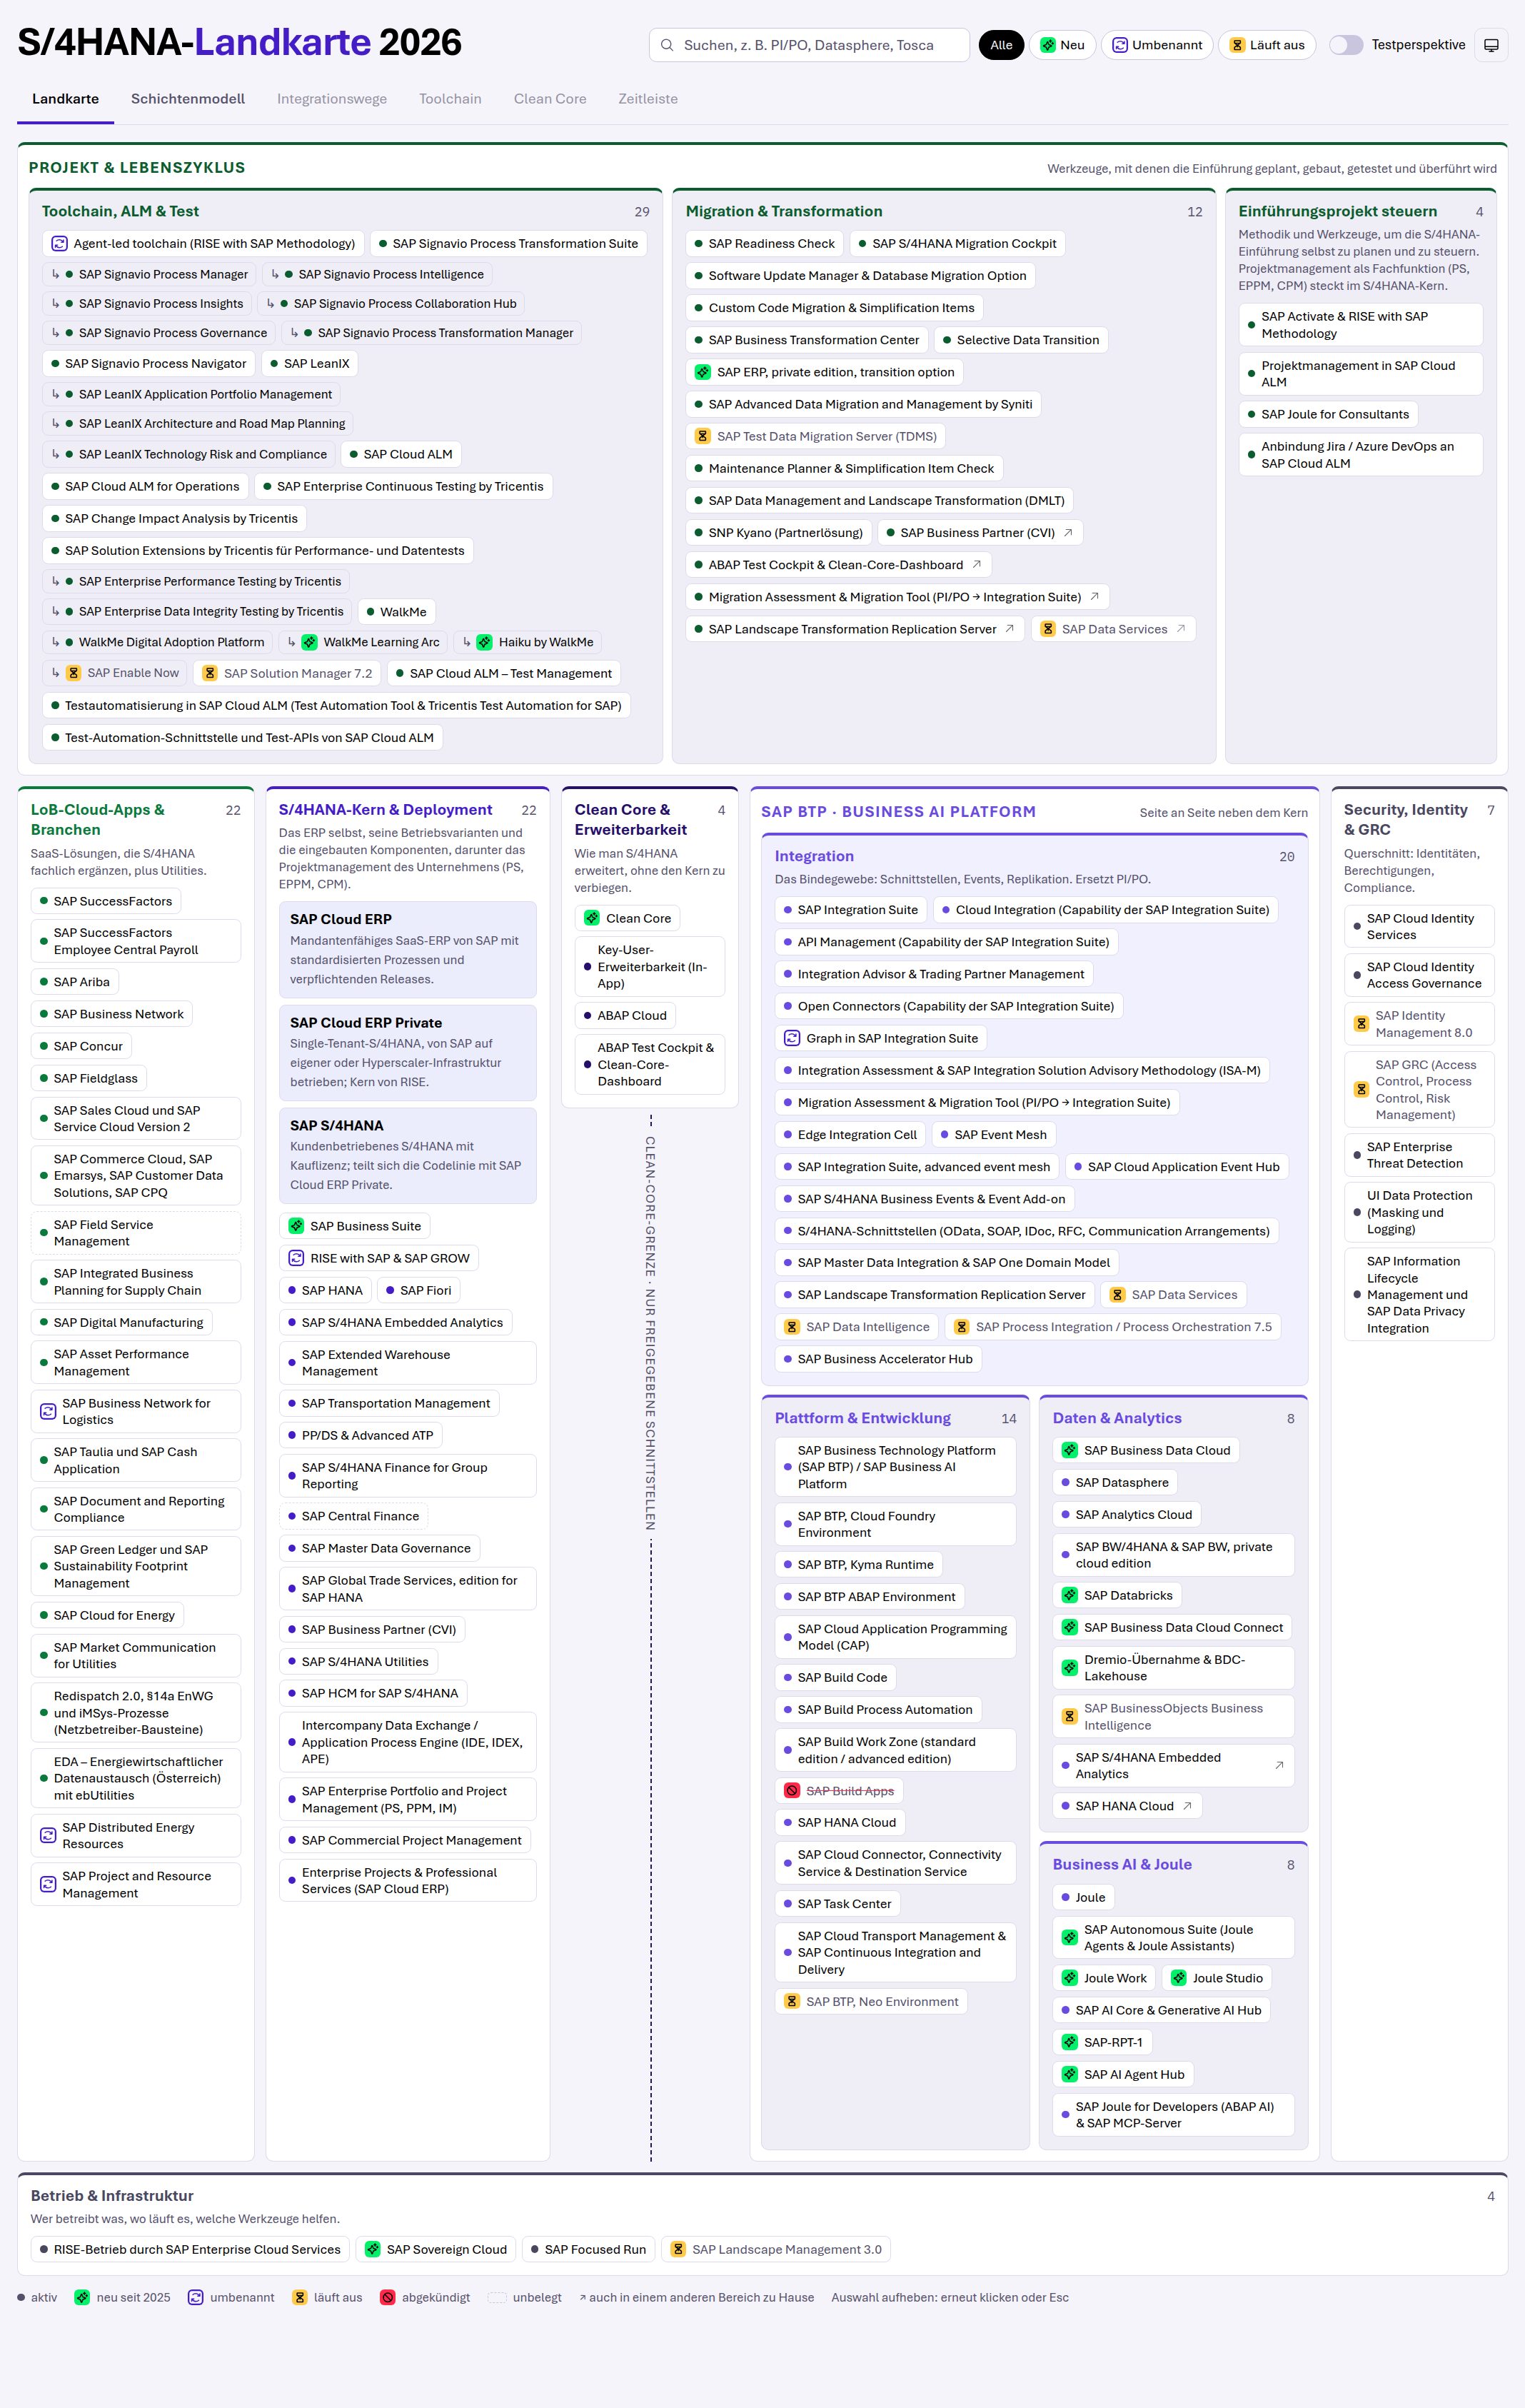 S/4HANA-Landkarte 2026
Suchen, z. B. PI/PO, Datasphere, Tosca
Alle
Neu
Umbenannt
Läuft aus
Testperspektive
Landkarte
Schichtenmodell
Integrationswege
Toolchain
Clean Core
Zeitleiste
PROJEKT & LEBENSZYKLUS
Werkzeuge, mit denen die Einführung geplant, gebaut, getestet und überführt wird
Toolchain, ALM & Test 29
Agent-led toolchain (RISE with SAP Methodology)
SAP Signavio Process Transformation Suite
↳ SAP Signavio Process Manager
↳ SAP Signavio Process Intelligence
↳ SAP Signavio Process Insights
↳ SAP Signavio Process Collaboration Hub
↳ SAP Signavio Process Governance
↳ SAP Signavio Process Transformation Manager
SAP Signavio Process Navigator
SAP LeanIX
↳ SAP LeanIX Application Portfolio Management
↳ SAP LeanIX Architecture and Road Map Planning
↳ SAP LeanIX Technology Risk and Compliance
SAP Cloud ALM
SAP Cloud ALM for Operations
SAP Enterprise Continuous Testing by Tricentis
SAP Change Impact Analysis by Tricentis
SAP Solution Extensions by Tricentis für Performance- und Datentests
↳ SAP Enterprise Performance Testing by Tricentis
↳ SAP Enterprise Data Integrity Testing by Tricentis
WalkMe
↳ WalkMe Digital Adoption Platform
↳ WalkMe Learning Arc
↳ Haiku by WalkMe
↳ SAP Enable Now
SAP Solution Manager 7.2
SAP Cloud ALM – Test Management
Testautomatisierung in SAP Cloud ALM (Test Automation Tool & Tricentis Test Automation for SAP)
Test-Automation-Schnittstelle und Test-APIs von SAP Cloud ALM
Migration & Transformation 12
SAP Readiness Check
SAP S/4HANA Migration Cockpit
Software Update Manager & Database Migration Option
Custom Code Migration & Simplification Items
SAP Business Transformation Center
Selective Data Transition
SAP ERP, private edition, transition option
SAP Advanced Data Migration and Management by Syniti
SAP Test Data Migration Server (TDMS)
Maintenance Planner & Simplification Item Check
SAP Data Management and Landscape Transformation (DMLT)
SNP Kyano (Partnerlösung)
SAP Business Partner (CVI) ↗
ABAP Test Cockpit & Clean-Core-Dashboard ↗
Migration Assessment & Migration Tool (PI/PO → Integration Suite) ↗
SAP Landscape Transformation Replication Server ↗
SAP Data Services ↗
Einführungsprojekt steuern 4
Methodik und Werkzeuge, um die S/4HANA-
Einführung selbst zu planen und zu steuern.
Projektmanagement als Fachfunktion (PS,
EPPM, CPM) steckt im S/4HANA-Kern.
SAP Activate & RISE with SAP
Methodology
Projektmanagement in SAP Cloud
ALM
SAP Joule for Consultants
Anbindung Jira / Azure DevOps an
SAP Cloud ALM
LoB-Cloud-Apps & 22
Branchen
SaaS-Lösungen, die S/4HANA
fachlich ergänzen, plus Utilities.
SAP SuccessFactors
SAP SuccessFactors
Employee Central Payroll
SAP Ariba
SAP Business Network
SAP Concur
SAP Fieldglass
SAP Sales Cloud und SAP
Service Cloud Version 2
SAP Commerce Cloud, SAP
Emarsys, SAP Customer Data
Solutions, SAP CPQ
SAP Field Service
Management
SAP Integrated Business
Planning for Supply Chain
SAP Digital Manufacturing
SAP Asset Performance
Management
SAP Business Network for
Logistics
SAP Taulia und SAP Cash
Application
SAP Document and Reporting
Compliance
SAP Green Ledger und SAP
Sustainability Footprint
Management
SAP Cloud for Energy
SAP Market Communication
for Utilities
Redispatch 2.0, §14a EnWG
und iMSys-Prozesse
(Netzbetreiber-Bausteine)
EDA – Energiewirtschaftlicher
Datenaustausch (Österreich)
mit ebUtilities
SAP Distributed Energy
Resources
SAP Project and Resource
Management
S/4HANA-Kern & Deployment 22
Das ERP selbst, seine Betriebsvarianten und
die eingebauten Komponenten, darunter das
Projektmanagement des Unternehmens (PS,
EPPM, CPM).
SAP Cloud ERP
Mandantenfähiges SaaS-ERP von SAP mit
standardisierten Prozessen und
verpflichtenden Releases.
SAP Cloud ERP Private
Single-Tenant-S/4HANA, von SAP auf
eigener oder Hyperscaler-Infrastruktur
betrieben; Kern von RISE.
SAP S/4HANA
Kundenbetriebenes S/4HANA mit
Kauflizenz; teilt sich die Codelinie mit SAP
Cloud ERP Private.
SAP Business Suite
RISE with SAP & SAP GROW
SAP HANA
SAP Fiori
SAP S/4HANA Embedded Analytics
SAP Extended Warehouse
Management
SAP Transportation Management
PP/DS & Advanced ATP
SAP S/4HANA Finance for Group
Reporting
SAP Central Finance
SAP Master Data Governance
SAP Global Trade Services, edition for
SAP HANA
SAP Business Partner (CVI)
SAP S/4HANA Utilities
SAP HCM for SAP S/4HANA
Intercompany Data Exchange /
Application Process Engine (IDE, IDEX,
APE)
SAP Enterprise Portfolio and Project
Management (PS, PPM, IM)
SAP Commercial Project Management
Enterprise Projects & Professional
Services (SAP Cloud ERP)
Clean Core & 4
Erweiterbarkeit
Wie man S/4HANA
erweitert, ohne den Kern zu
verbiegen.
Clean Core
Key-User-
Erweiterbarkeit (In-
App)
ABAP Cloud
ABAP Test Cockpit &
Clean-Core-
Dashboard
CLEAN-CORE-GRENZE · NUR FREIGEGEBENE SCHNITTSTELLEN
SAP BTP · BUSINESS AI PLATFORM
Seite an Seite neben dem Kern
Integration 20
Das Bindegewebe: Schnittstellen, Events, Replikation. Ersetzt PI/PO.
SAP Integration Suite
Cloud Integration (Capability der SAP Integration Suite)
API Management (Capability der SAP Integration Suite)
Integration Advisor & Trading Partner Management
Open Connectors (Capability der SAP Integration Suite)
Graph in SAP Integration Suite
Integration Assessment & SAP Integration Solution Advisory Methodology (ISA-M)
Migration Assessment & Migration Tool (PI/PO → Integration Suite)
Edge Integration Cell
SAP Event Mesh
SAP Integration Suite, advanced event mesh
SAP Cloud Application Event Hub
SAP S/4HANA Business Events & Event Add-on
S/4HANA-Schnittstellen (OData, SOAP, IDoc, RFC, Communication Arrangements)
SAP Master Data Integration & SAP One Domain Model
SAP Landscape Transformation Replication Server
SAP Data Services
SAP Data Intelligence
SAP Process Integration / Process Orchestration 7.5
SAP Business Accelerator Hub
Plattform & Entwicklung 14
SAP Business Technology Platform
(SAP BTP) / SAP Business AI
Platform
SAP BTP, Cloud Foundry
Environment
SAP BTP, Kyma Runtime
SAP BTP ABAP Environment
SAP Cloud Application Programming
Model (CAP)
SAP Build Code
SAP Build Process Automation
SAP Build Work Zone (standard
edition / advanced edition)
SAP Build Apps
SAP HANA Cloud
SAP Cloud Connector, Connectivity
Service & Destination Service
SAP Task Center
SAP Cloud Transport Management &
SAP Continuous Integration and
Delivery
SAP BTP, Neo Environment
Daten & Analytics 8
SAP Business Data Cloud
SAP Datasphere
SAP Analytics Cloud
SAP BW/4HANA & SAP BW, private
cloud edition
SAP Databricks
SAP Business Data Cloud Connect
Dremio-Übernahme & BDC-
Lakehouse
SAP BusinessObjects Business
Intelligence
SAP S/4HANA Embedded
Analytics ↗
SAP HANA Cloud ↗
Business AI & Joule 8
Joule
SAP Autonomous Suite (Joule
Agents & Joule Assistants)
Joule Work
Joule Studio
SAP AI Core & Generative AI Hub
SAP-RPT-1
SAP AI Agent Hub
SAP Joule for Developers (ABAP AI)
& SAP MCP-Server
Security, Identity 7
& GRC
Querschnitt: Identitäten,
Berechtigungen,
Compliance.
SAP Cloud Identity
Services
SAP Cloud Identity
Access Governance
SAP Identity
Management 8.0
SAP GRC (Access
Control, Process
Control, Risk
Management)
SAP Enterprise
Threat Detection
UI Data Protection
(Masking und
Logging)
SAP Information
Lifecycle
Management und
SAP Data Privacy
Integration
Betrieb & Infrastruktur 4
Wer betreibt was, wo läuft es, welche Werkzeuge helfen.
RISE-Betrieb durch SAP Enterprise Cloud Services
SAP Sovereign Cloud
SAP Focused Run
SAP Landscape Management 3.0
aktiv
neu seit 2025
umbenannt
läuft aus
abgekündigt
unbelegt
↗ auch in einem anderen Bereich zu Hause
Auswahl aufheben: erneut klicken oder Esc